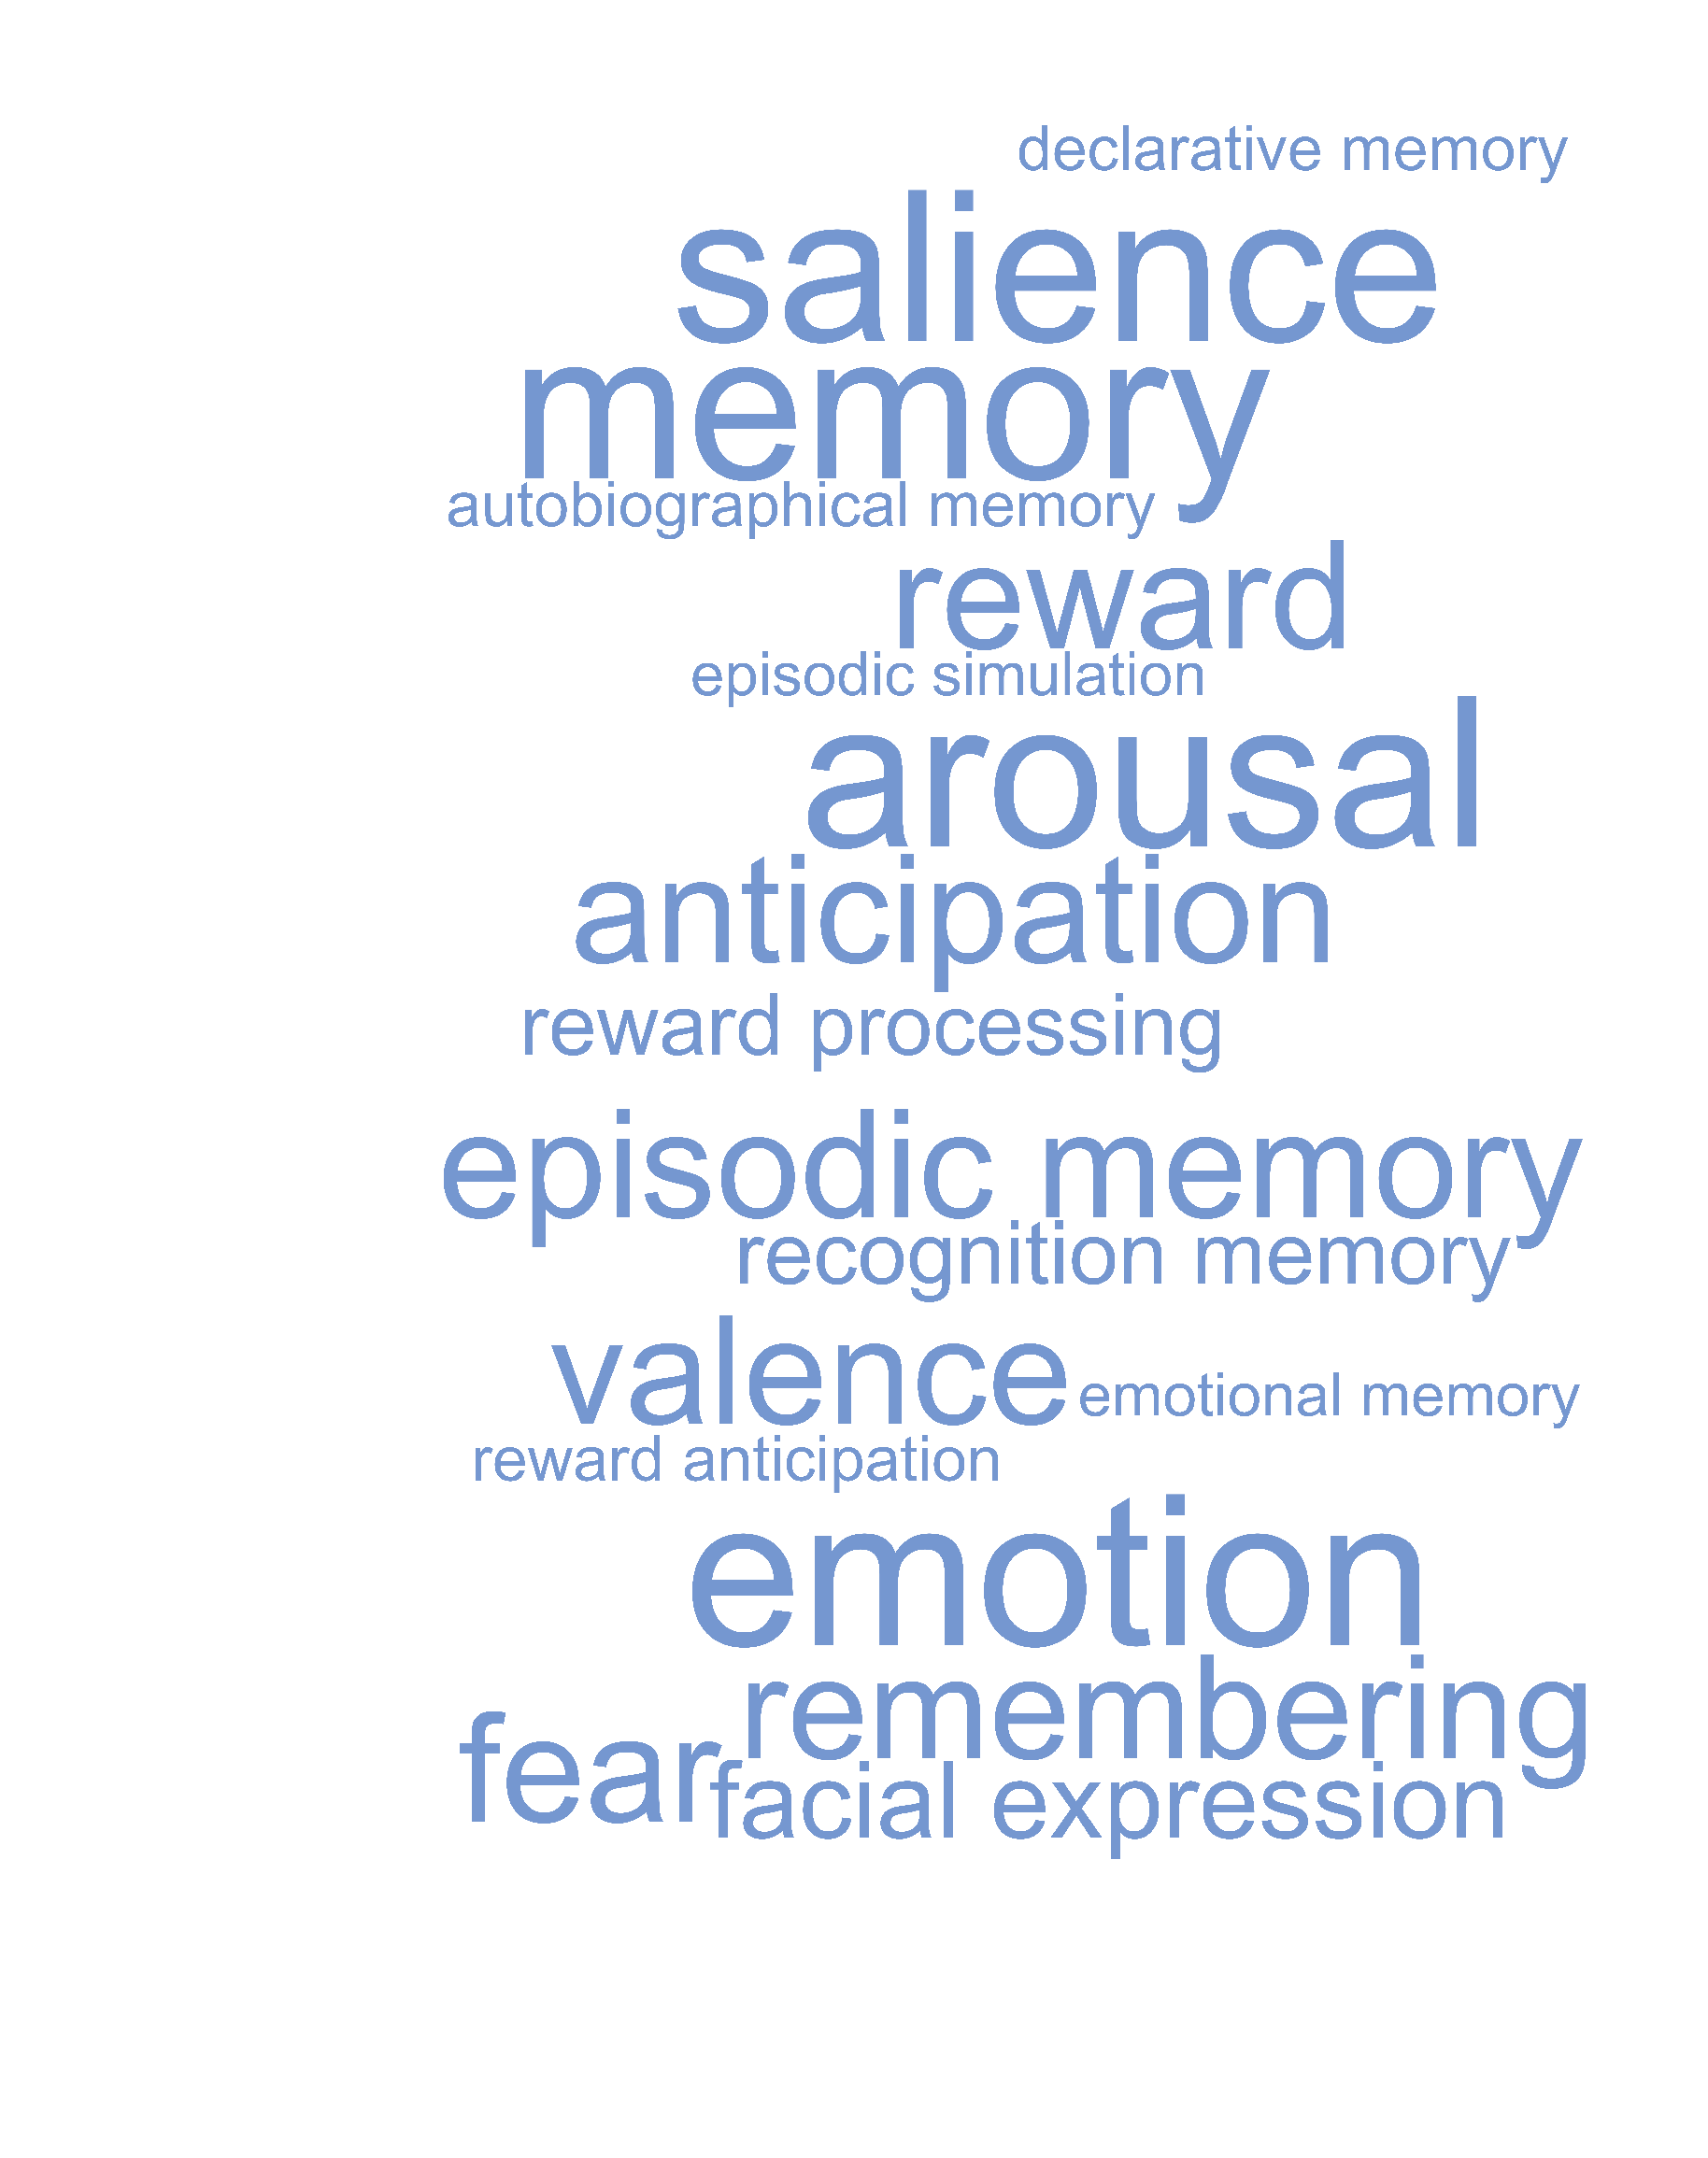 declarative memory
salience
memory
autobiographical memory
reward
episodic simulation
arousal
anticipation
reward processing
episodic memory
recognition memory
valence
emotional memory
reward anticipation
emotion
remembering
fear
facial expression